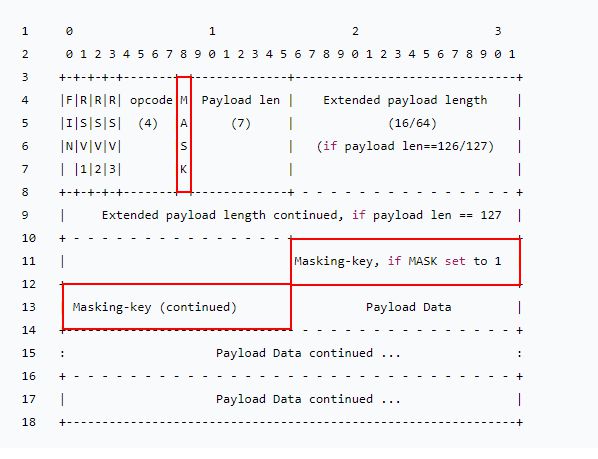 1      0                   1                   2                   3
2      0 1 2 3 4 5 6 7 8 9 0 1 2 3 4 5 6 7 8 9 0 1 2 3 4 5 6 7 8 9 0 1
3     +-+-+-+-+-------+-+-------------+-------------------------------+
4     |F|R|R|R| opcode|M| Payload len |    Extended payload length    |
5     |I|S|S|S|  (4)  |A|     (7)     |             (16/64)           |
6     |N|V|V|V|       |S|             |   (if payload len==126/127)   |
7     | |1|2|3|       |K|             |                               |
8     +-+-+-+-+-------+-+-------------+ - - - - - - - - - - - - - - - +
9     |     Extended payload length continued, if payload len == 127  |
10    + - - - - - - - - - - - - - - - +-------------------------------+
11    |                               |Masking-key, if MASK set to 1  |
12    +-------------------------------+-------------------------------+
13    | Masking-key (continued)       |          Payload Data         |
14    +-------------------------------- - - - - - - - - - - - - - - - +
15    :                     Payload Data continued ...                :
16    + - - - - - - - - - - - - - - - - - - - - - - - - - - - - - - - +
17    |                     Payload Data continued ...                |
18    +---------------------------------------------------------------+